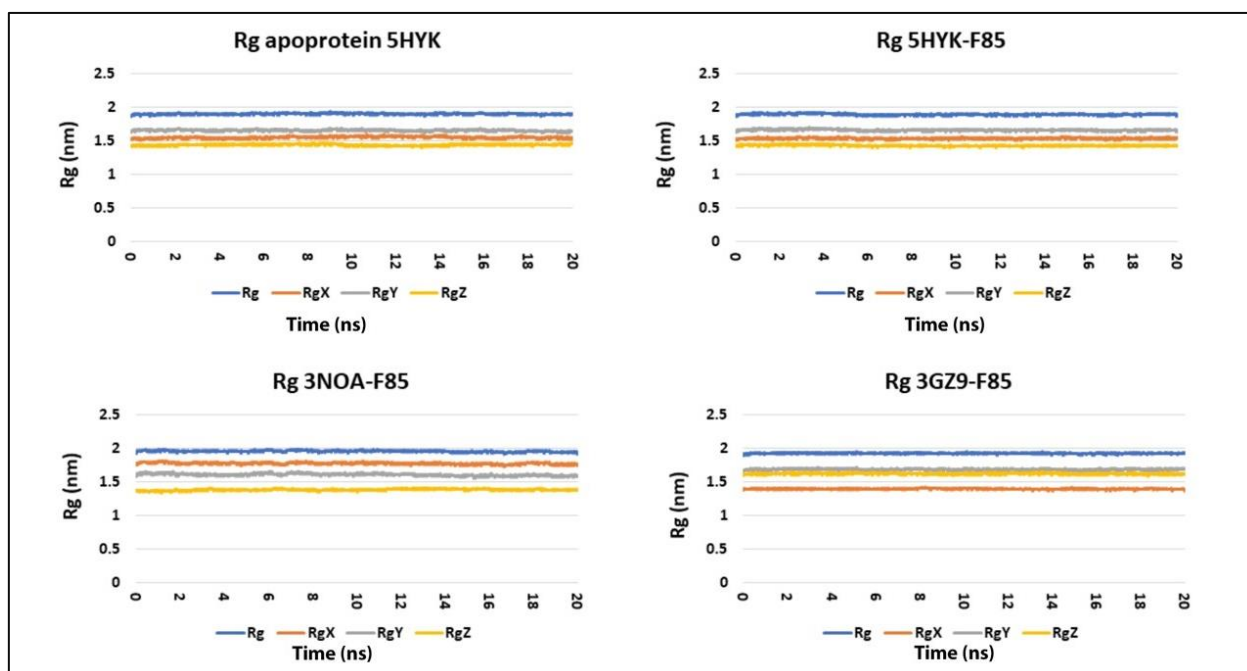 Rg apoprotein 5HYK
Rg (nm)
2.5
2
1.5
1
0.5
0
0 2 4 6 8 10 12 14 16 18 20
Rg RgX RgY RgZ
Time (ns)
Rg 5HYK-F85
Rg (nm)
2.5
2
1.5
1
0.5
0
0 2 4 6 8 10 12 14 16 18 20
Rg RgX RgY RgZ
Time (ns)
Rg 3NOA-F85
Rg (nm)
2.5
2
1.5
1
0.5
0
0 2 4 6 8 10 12 14 16 18 20
Rg RgX RgY RgZ
Time (ns)
Rg 3GZ9-F85
Rg (nm)
2.5
2
1.5
1
0.5
0
0 2 4 6 8 10 12 14 16 18 20
Rg RgX RgY RgZ
Time (ns)